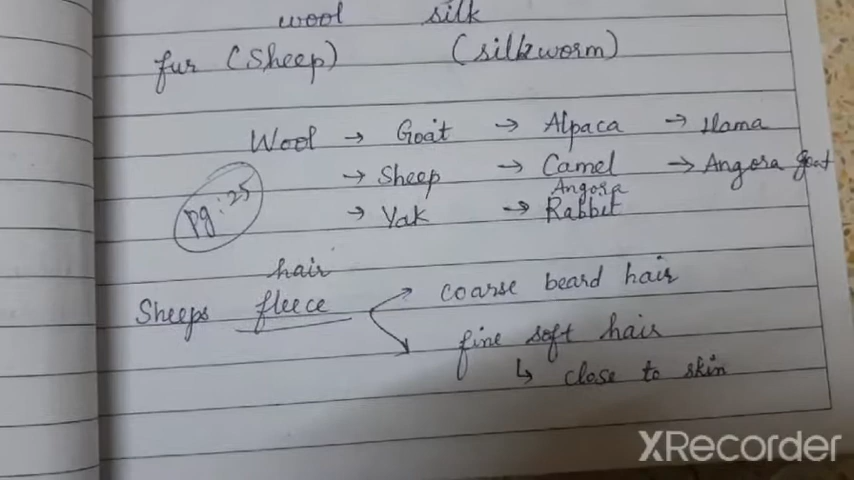 wool silk
fur (Sheep) (silkworm)
Wool → Goat → Alpaca → Llama
→ Sheep → Camel → Angora goat
→ Yak → Angora Rabbit
pg: 25
hair
Sheeps fleece
coarse beard hair
fine soft hair
↳ close to skin
XRecorder